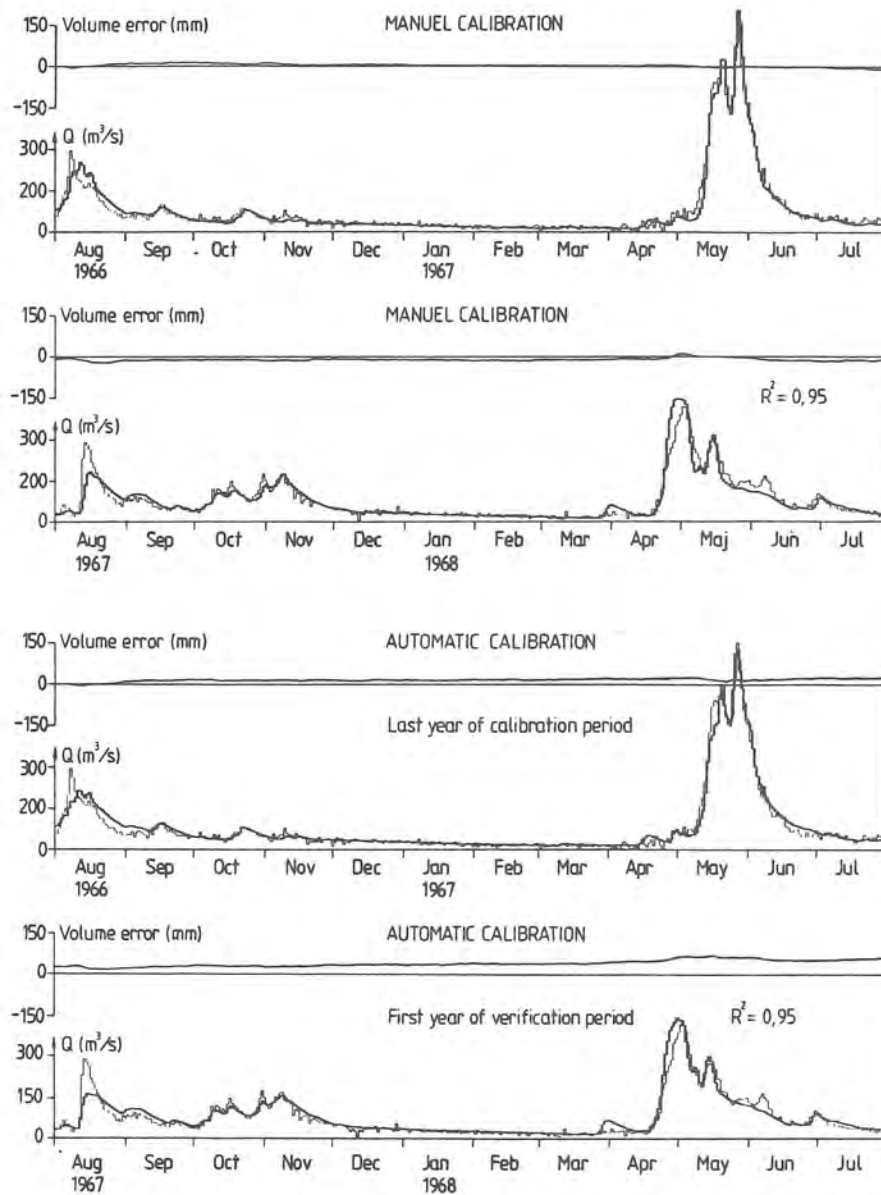 150 Volume error (mm) MANUEL CALIBRATION
0
-150
Q (m³/s)
300
200
0
Aug Sep Oct Nov Dec Jan Feb Mar Apr May Jun Jul
1966 1967
150 Volume error (mm) MANUEL CALIBRATION
0
-150
R² = 0,95
Q (m³/s)
300
200
0
Aug Sep Oct Nov Dec Jan Feb Mar Apr Maj Jun Jul
1967 1968
150 Volume error (mm) AUTOMATIC CALIBRATION
0
-150
Last year of calibration period
Q (m³/s)
300
200
0
Aug Sep Oct Nov Dec Jan Feb Mar Apr May Jun Jul
1966 1967
150 Volume error (mm) AUTOMATIC CALIBRATION
0
-150
First year of verification period R² = 0,95
Q (m³/s)
300
150
0
Aug Sep Oct Nov Dec Jan Feb Mar Apr May Jun Jul
1967 1968